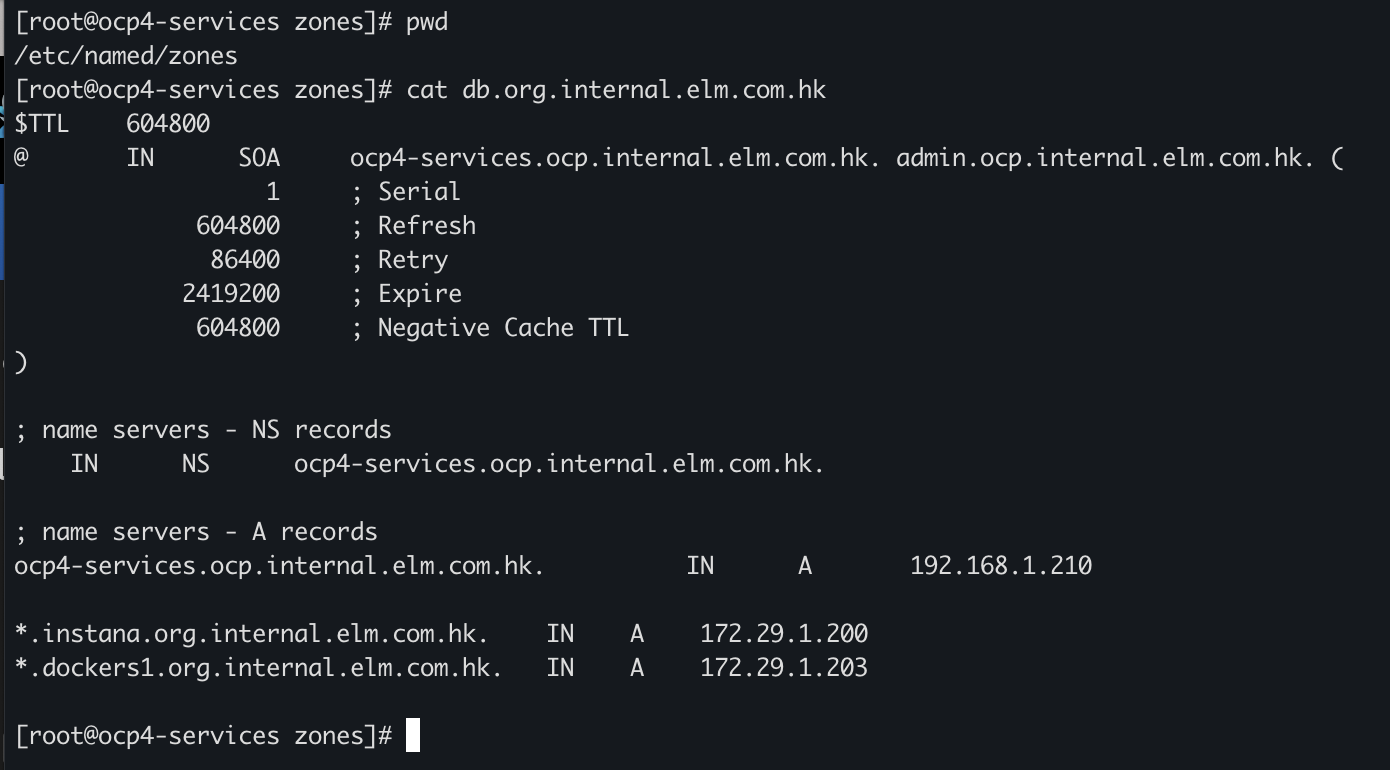 [root@ocp4-services zones]# pwd
/etc/named/zones
[root@ocp4-services zones]# cat db.org.internal.elm.com.hk
$TTL    604800
@       IN      SOA     ocp4-services.ocp.internal.elm.com.hk. admin.ocp.internal.elm.com.hk. (
                  1     ; Serial
             604800     ; Refresh
              86400     ; Retry
            2419200     ; Expire
             604800     ; Negative Cache TTL
)
; name servers - NS records
    IN      NS      ocp4-services.ocp.internal.elm.com.hk.
; name servers - A records
ocp4-services.ocp.internal.elm.com.hk.          IN      A       192.168.1.210
*.instana.org.internal.elm.com.hk.    IN    A    172.29.1.200
*.dockers1.org.internal.elm.com.hk.   IN    A    172.29.1.203
[root@ocp4-services zones]#